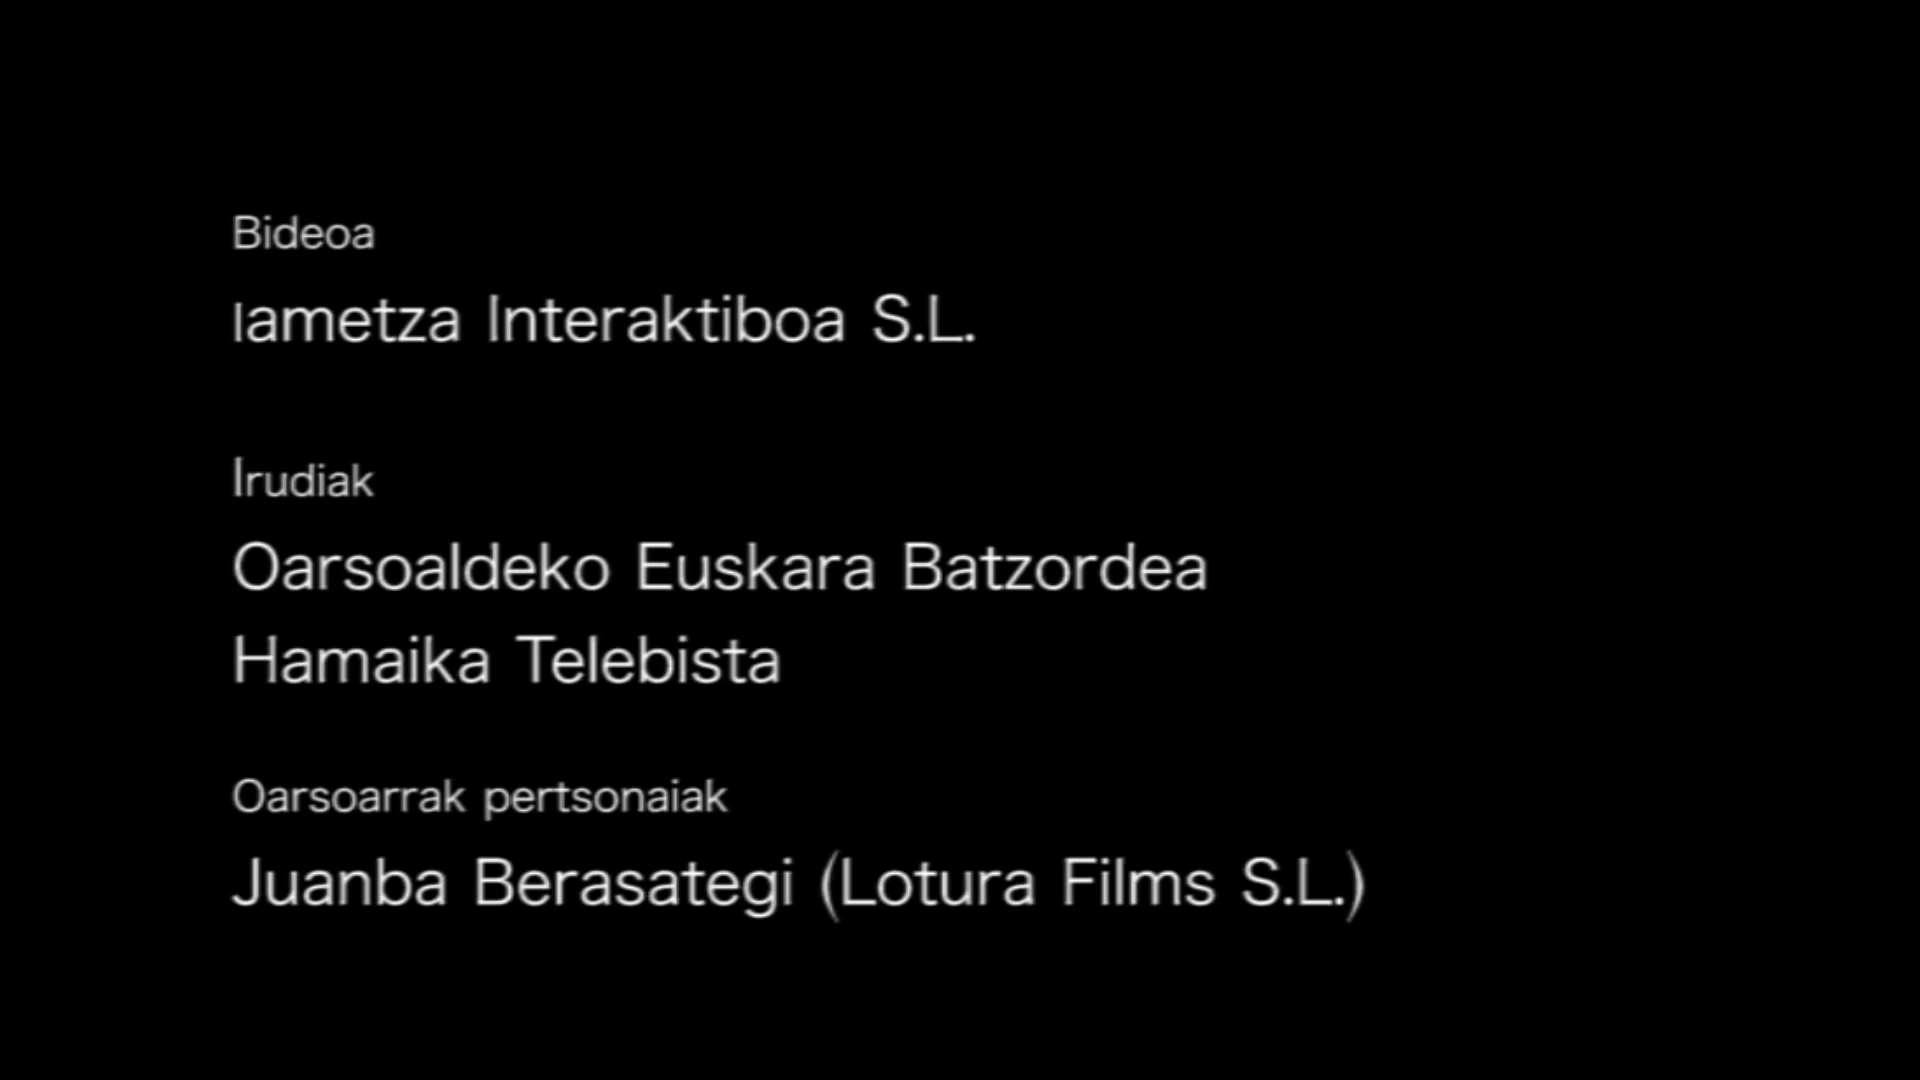 Bideoa
Iametza Interaktiboa S.L.
Irudiak
Oarsoaldeko Euskara Batzordea
Hamaika Telebista
Oarsoarrak pertsonaiak
Juanba Berasategi (Lotura Films S.L.)